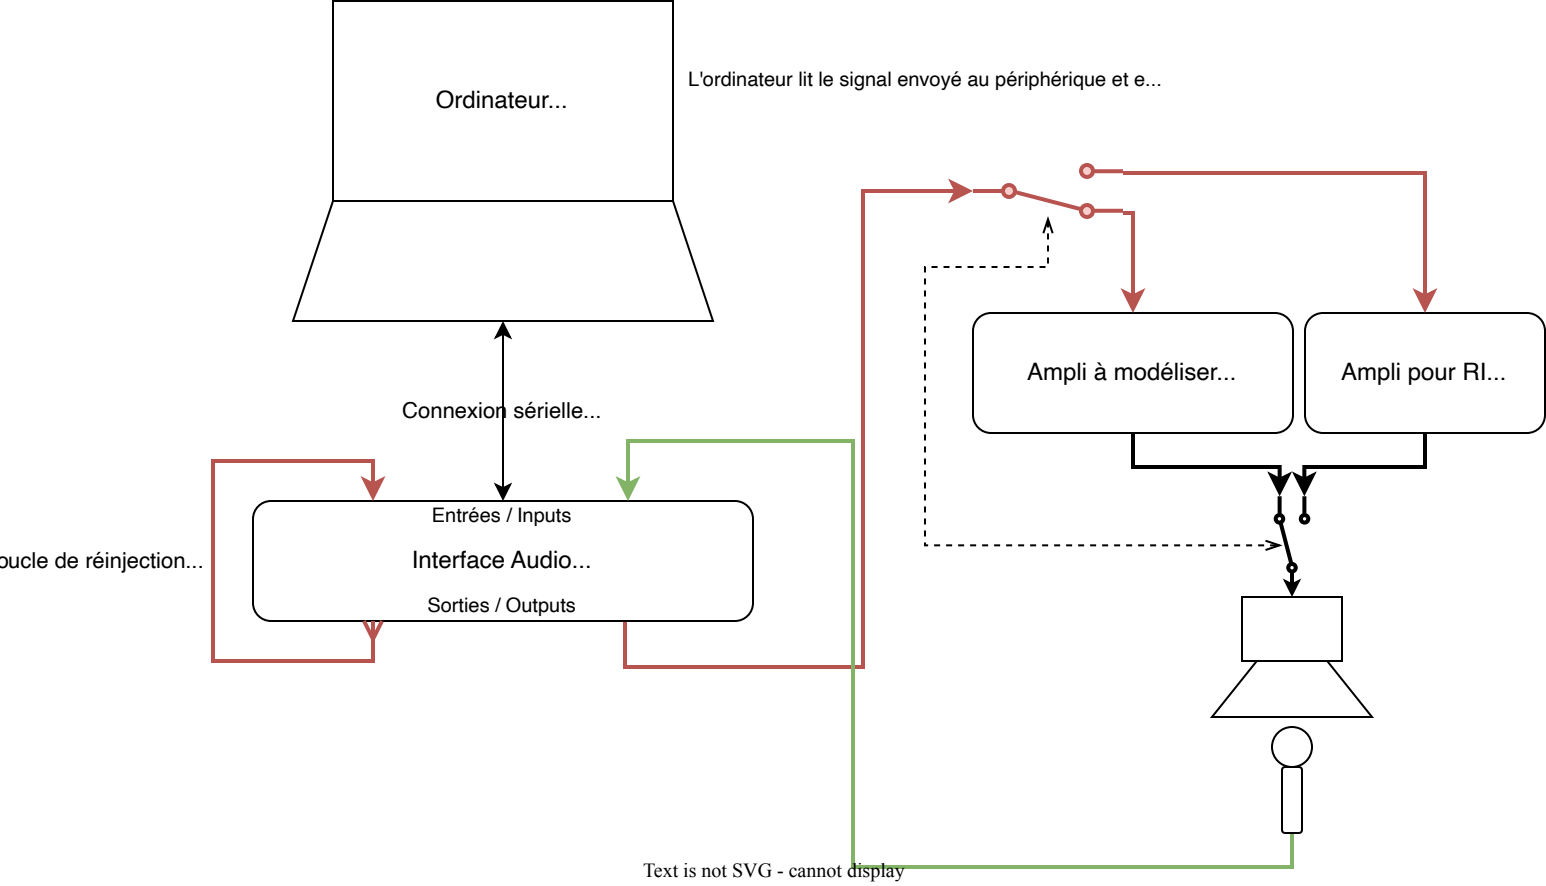 Ordinateur...
L'ordinateur lit le signal envoyé au périphérique et e...
Ampli à modéliser...
Ampli pour RI...
Connexion sérielle...
Entrées / Inputs
oucle de réinjection...
Interface Audio...
Sorties / Outputs
Text is not SVG - cannot display